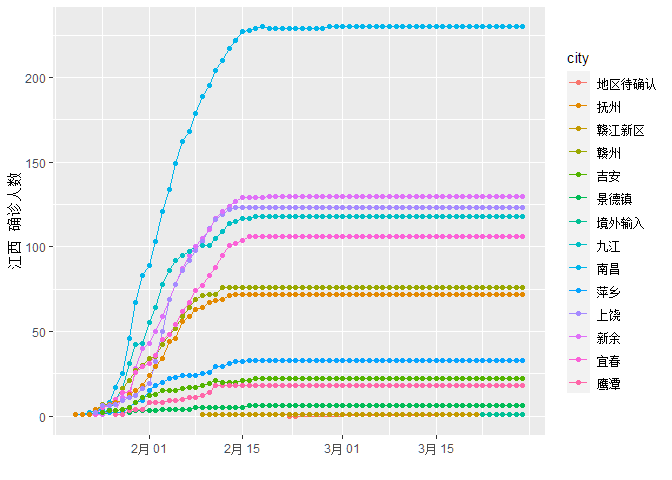 江西 确诊人数
200
150
100
50
0
2月 01
2月 15
3月 01
3月 15
city
地区待确认
抚州
赣江新区
赣州
吉安
景德镇
境外输入
九江
南昌
萍乡
上饶
新余
宜春
鹰潭